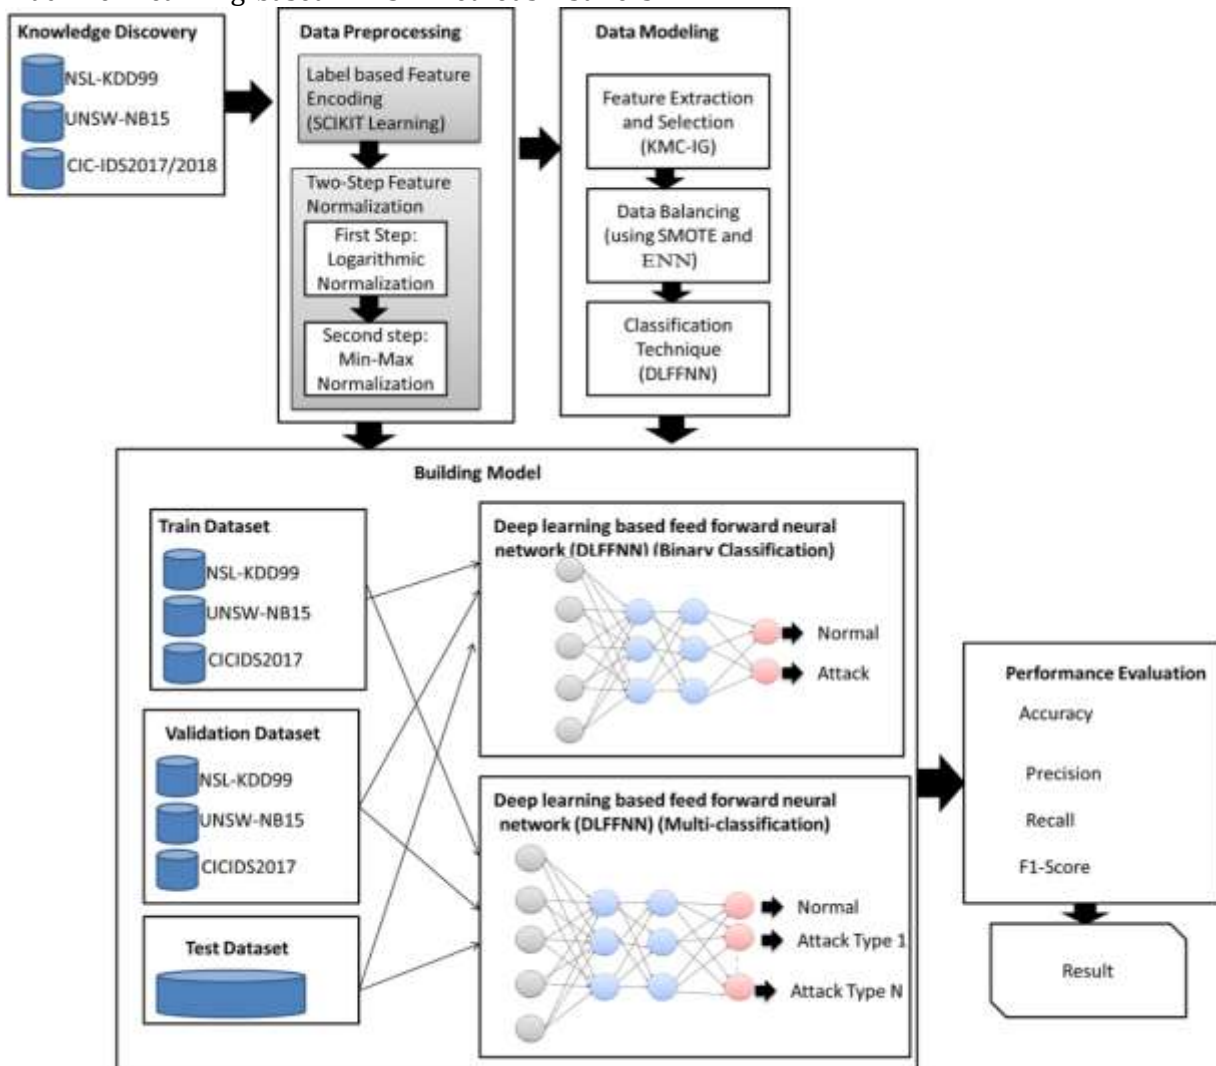 Knowledge Discovery
NSL-KDD99
UNSW-NB15
CIC-IDS2017/2018
Data Preprocessing
Label based Feature
Encoding
(SCIKIT Learning)
Two-Step Feature
Normalization
First Step:
Logarithmic
Normalization
Second step:
Min-Max
Normalization
Data Modeling
Feature Extraction
and Selection
(KMC-IG)
Data Balancing
(using SMOTE and
ENN)
Classification
Technique
(DLFFNN)
Building Model
Train Dataset
NSL-KDD99
UNSW-NB15
CICIDS2017
Validation Dataset
NSL-KDD99
UNSW-NB15
CICIDS2017
Test Dataset
Deep learning based feed forward neural
network (DLFFNN) (Binary Classification)
Normal
Attack
Deep learning based feed forward neural
network (DLFFNN) (Multi-classification)
Normal
Attack Type 1
Attack Type N
Performance Evaluation
Accuracy
Precision
Recall
F1-Score
Result